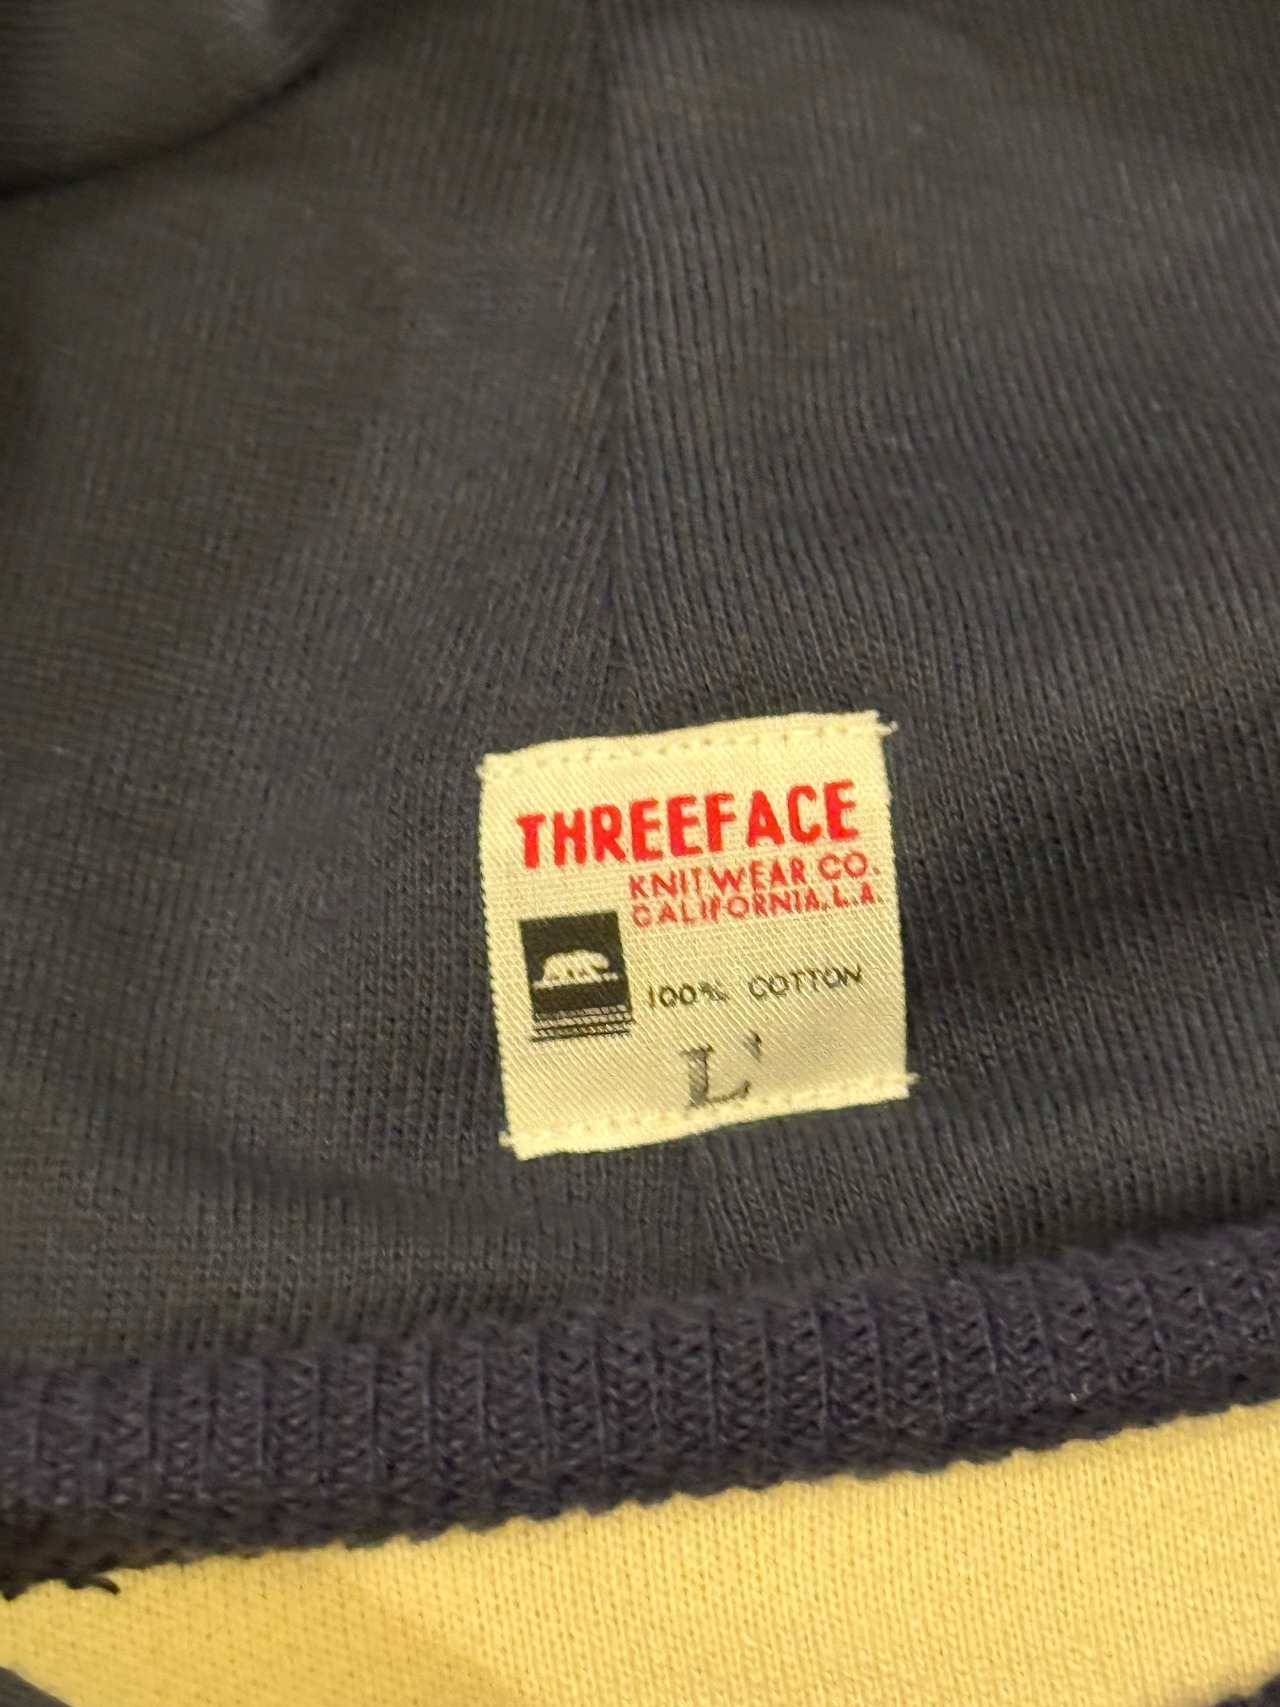 THREEFACE
KNITWEAR CO.
CALIFORNIA, L.A.
100% COTTON
L